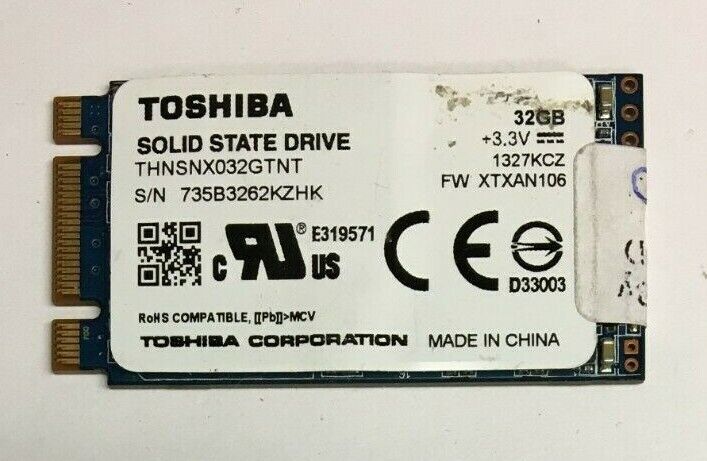 TOSHIBA
SOLID STATE DRIVE
THNSNX032GTNT
S/N 735B3262KZHK
32GB
+3.3V
1327KCZ
FW XTXAN106
c RU® US E319571
CE
D33003
RoHS COMPATIBLE, [[Pb]]>MCV
TOSHIBA CORPORATION MADE IN CHINA